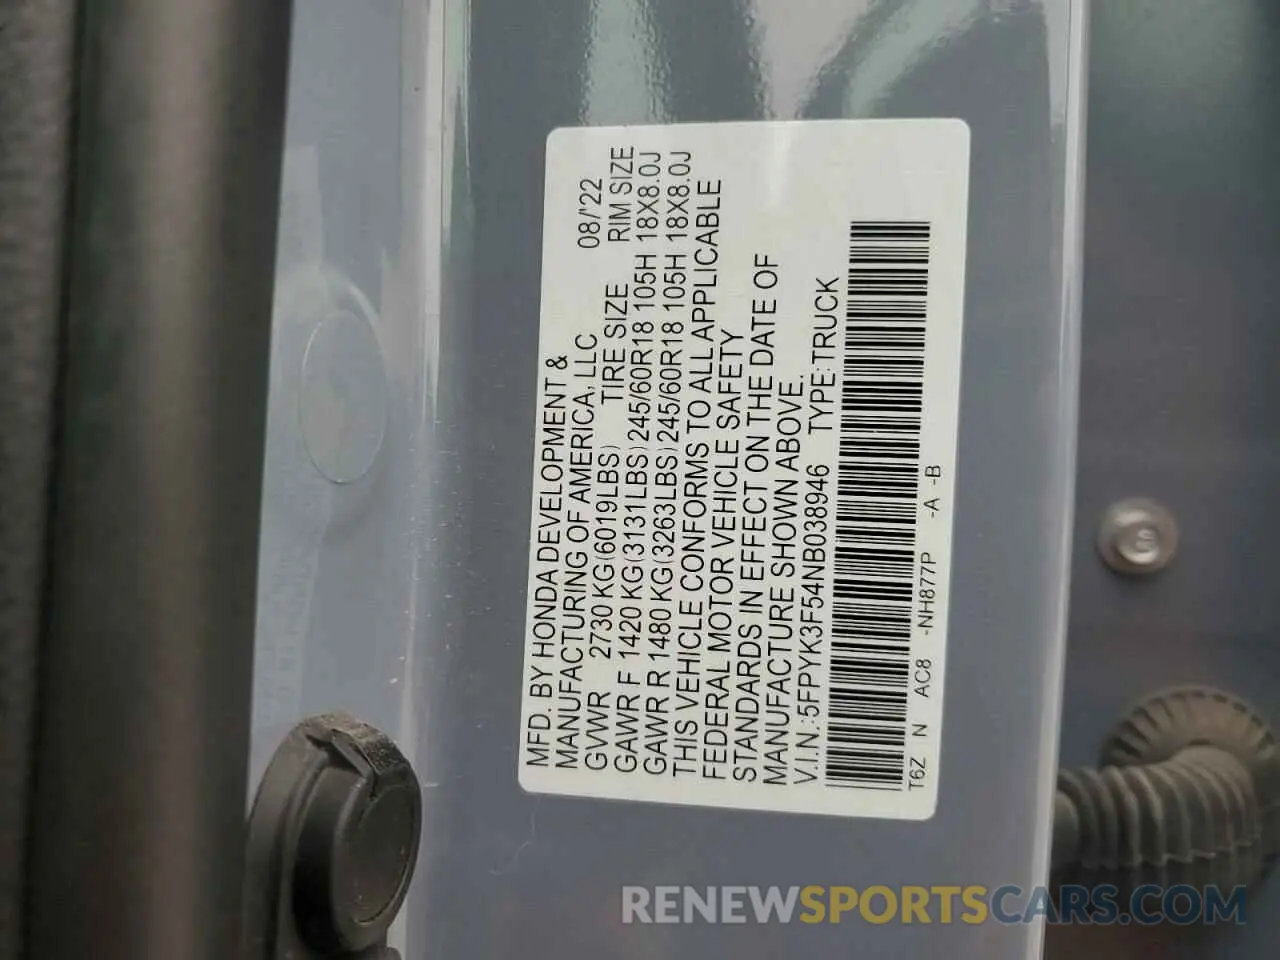 MFD. BY HONDA DEVELOPMENT &
MANUFACTURING OF AMERICA, LLC 08/'22
GVWR 2730 KG(6019LBS) TIRE SIZE RIM SIZE
GAWR F 1420 KG(3131LBS)245/60R18 105H 18X8.0J
GAWR R 1480 KG(3263LBS)245/60R18 105H 18X8.0J
THIS VEHICLE CONFORMS TO ALL APPLICABLE
FEDERAL MOTOR VEHICLE SAFETY
STANDARDS IN EFFECT ON THE DATE OF
MANUFACTURE SHOWN ABOVE.
V.I.N.:5FPYK3F54NB038946 TYPE:TRUCK
T6Z N AC8 -NH877P -A -B
RENEWSPORTSCARS.COM